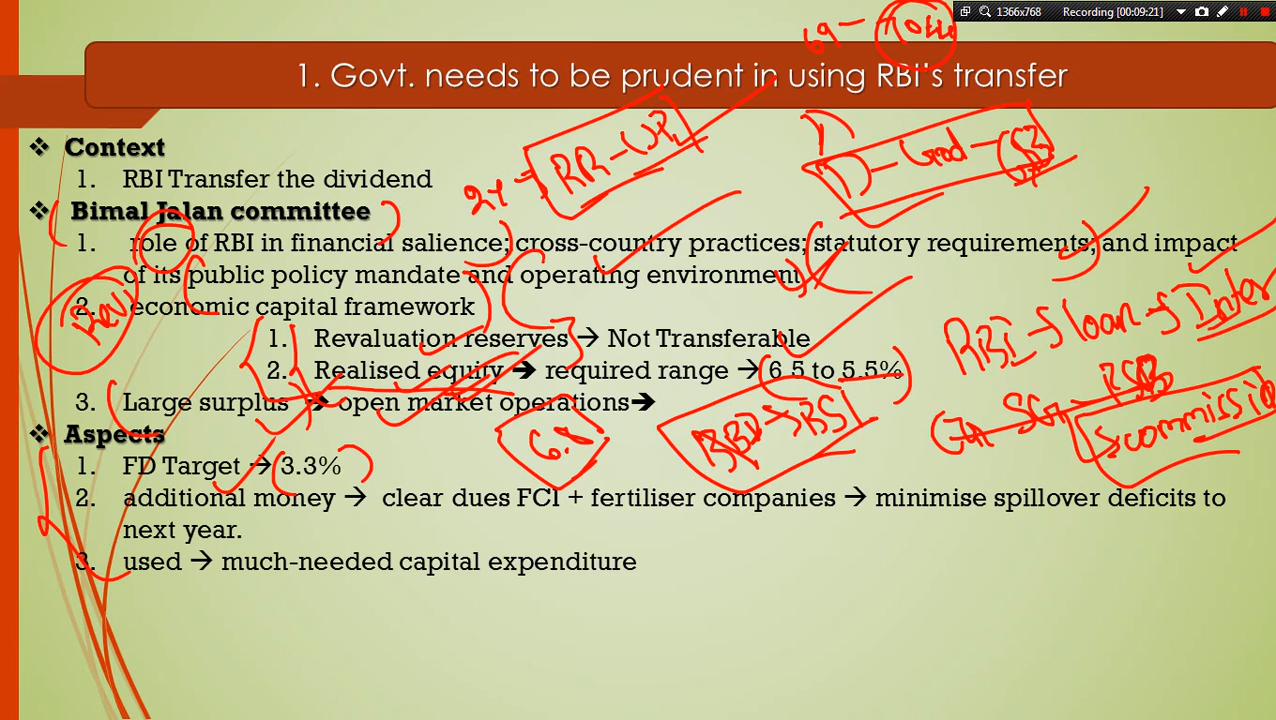 1366x768 Recording [00:09:21]
69 –
1. Govt. needs to be prudent in using RBI's transfer
❖ Context
1. RBI Transfer the dividend
RR – UP
❖ Bimal Jalan committee
1. role of RBI in financial salience; cross-country practices; statutory requirements; and impact
of its public policy mandate and operating environment
2. economic capital framework
1. Revaluation reserves → Not Transferable
2. Realised equity → required range → 6.5 to 5.5%
RBI → loan → Inter
3. Large surplus → open market operations→
6.8
commission
❖ Aspects
1. FD Target → 3.3%
2. additional money → clear dues FCI + fertiliser companies → minimise spillover deficits to
next year.
3. used → much-needed capital expenditure